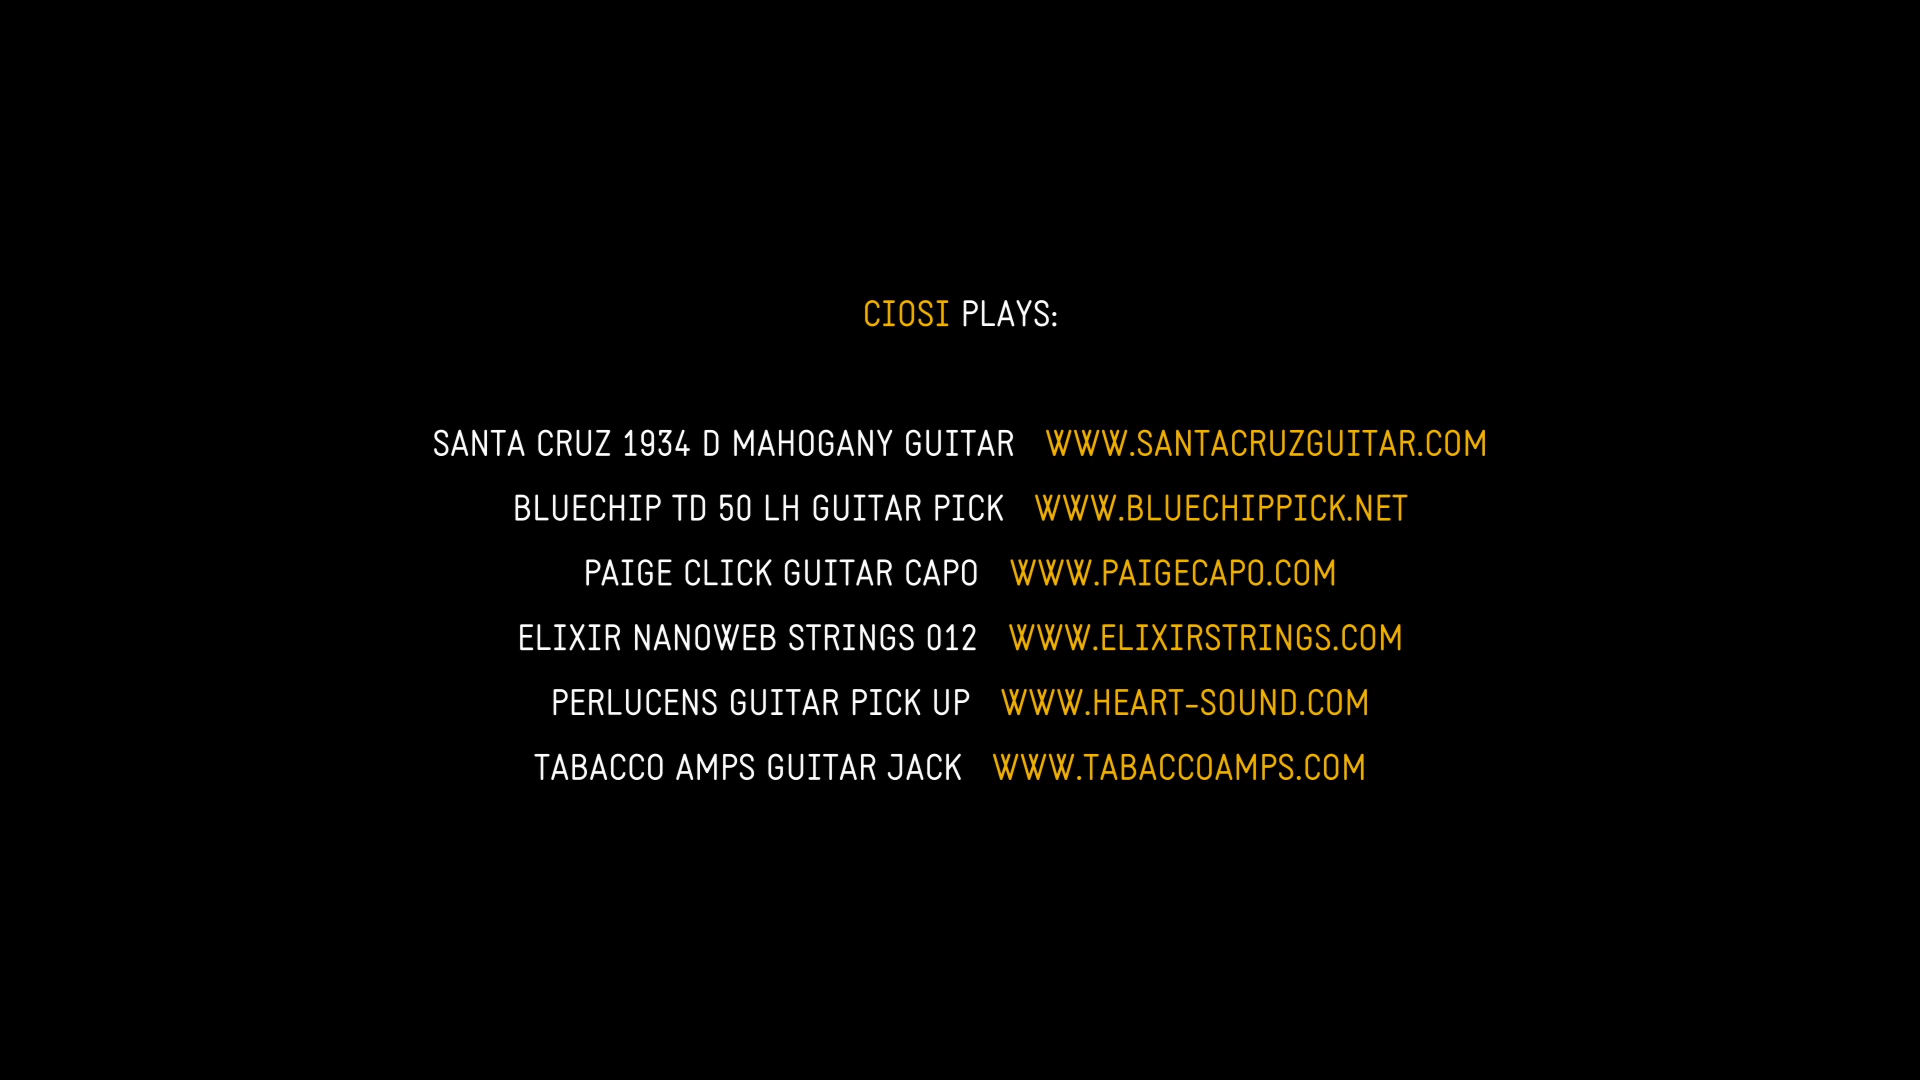 CIOSI PLAYS:
SANTA CRUZ 1934 D MAHOGANY GUITAR WWW.SANTACRUZGUITAR.COM
BLUECHIP TD 50 LH GUITAR PICK WWW.BLUECHIPPICK.NET
PAIGE CLICK GUITAR CAPO WWW.PAIGECAPO.COM
ELIXIR NANOWEB STRINGS 012 WWW.ELIXIRSTRINGS.COM
PERLUCENS GUITAR PICK UP WWW.HEART-SOUND.COM
TABACCO AMPS GUITAR JACK WWW.TABACCOAMPS.COM